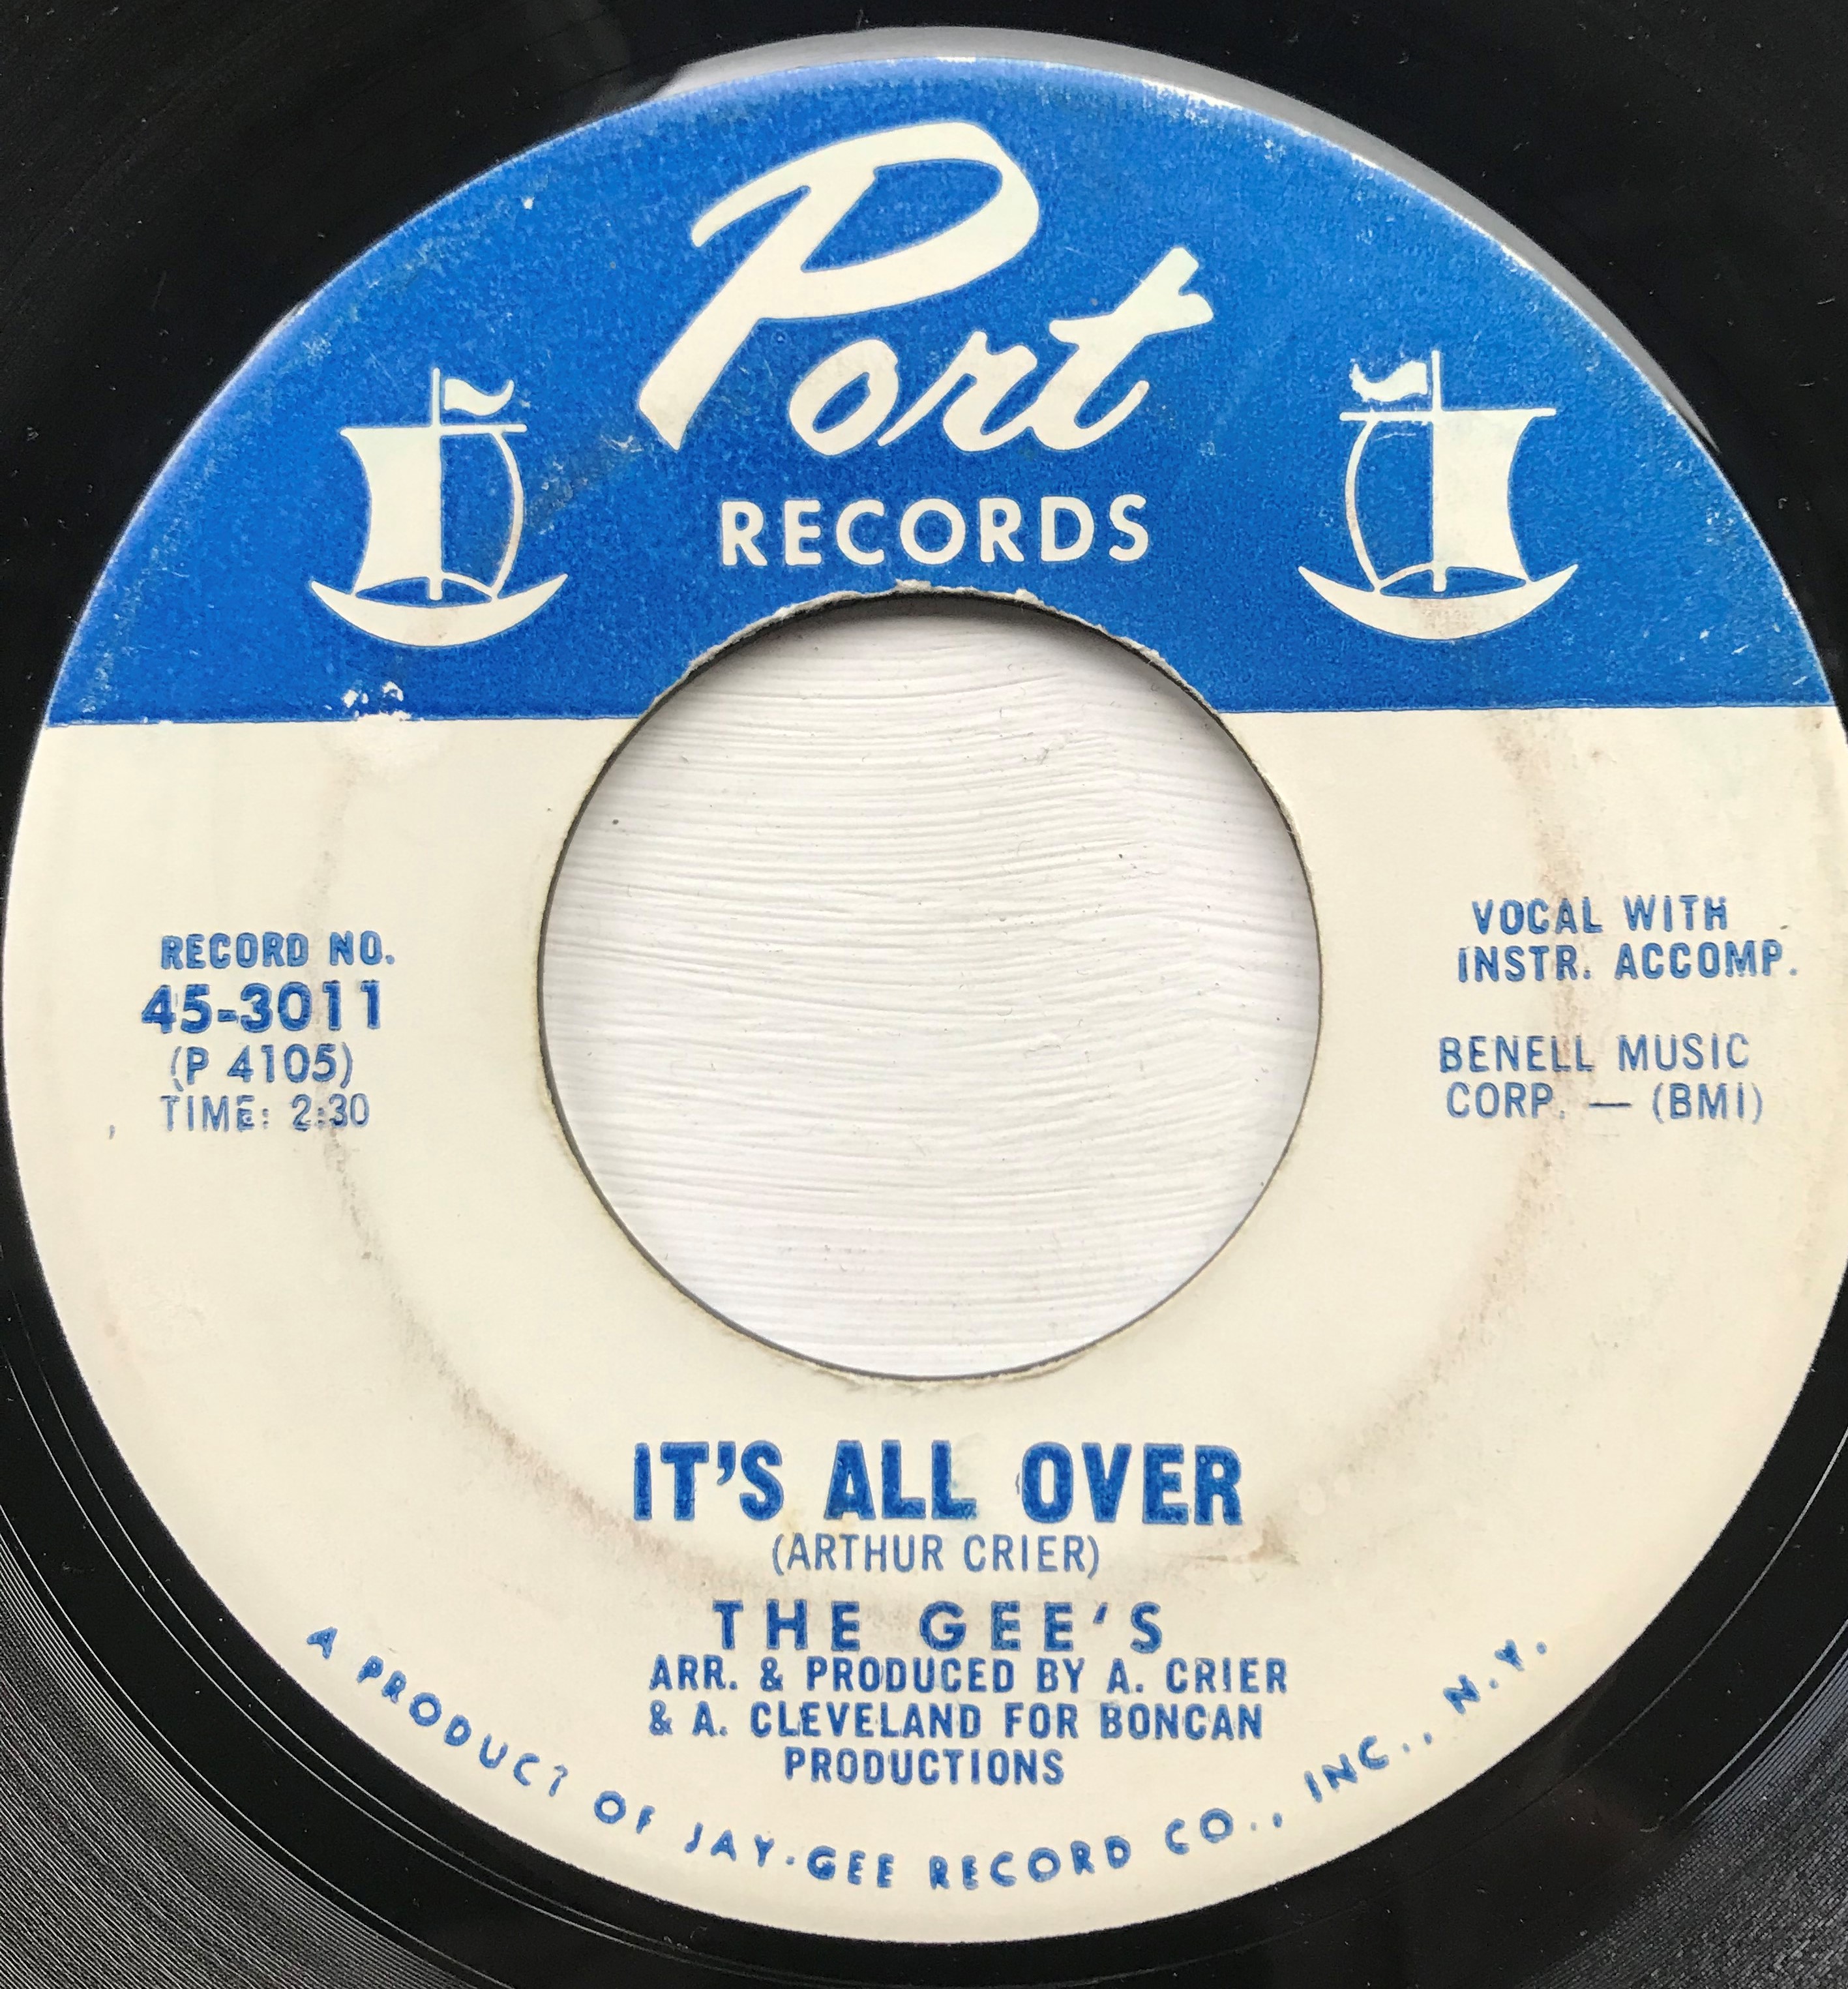 Port
RECORDS
RECORD NO.
45-3011
(P 4105)
TIME: 2:30
VOCAL WITH
INSTR. ACCOMP.
BENELL MUSIC
CORP. — (BMI)
IT'S ALL OVER
(ARTHUR CRIER)
THE GEE'S
ARR. & PRODUCED BY A. CRIER
& A. CLEVELAND FOR BONCAN
PRODUCTIONS
A PRODUCT OF JAY-GEE RECORD CO., INC., N.Y.